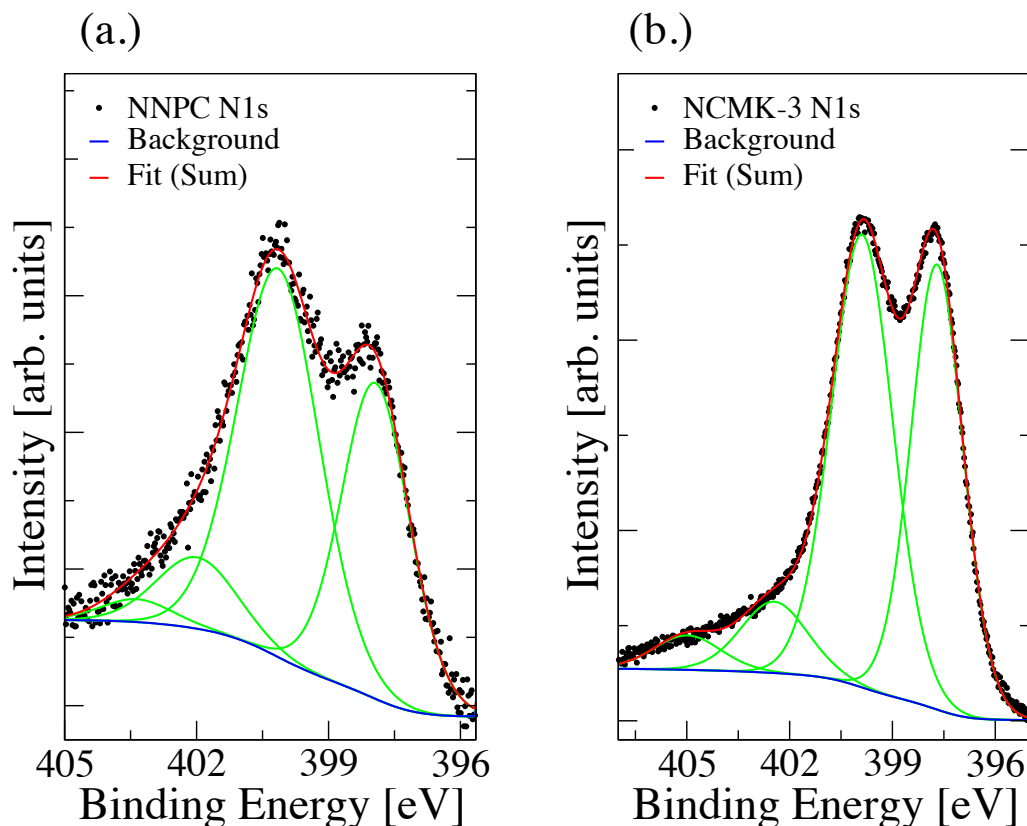 (a.)
NNPC N1s
Background
Fit (Sum)
Intensity [arb. units]
405 402 399 396
Binding Energy [eV]
(b.)
NCMK-3 N1s
Background
Fit (Sum)
Intensity [arb. units]
405 402 399 396
Binding Energy [eV]